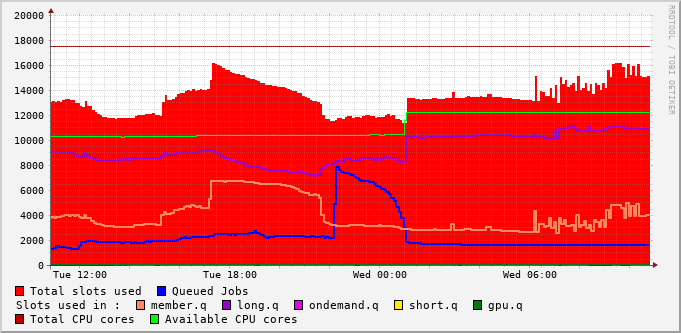 20000
18000
16000
14000
12000
10000
8000
6000
4000
2000
0
Tue 12:00 Tue 18:00 Wed 00:00 Wed 06:00
RRDTOOL / TOBI OETIKER
Total slots used Queued Jobs
Slots used in : member.q long.q ondemand.q short.q gpu.q
Total CPU cores Available CPU cores